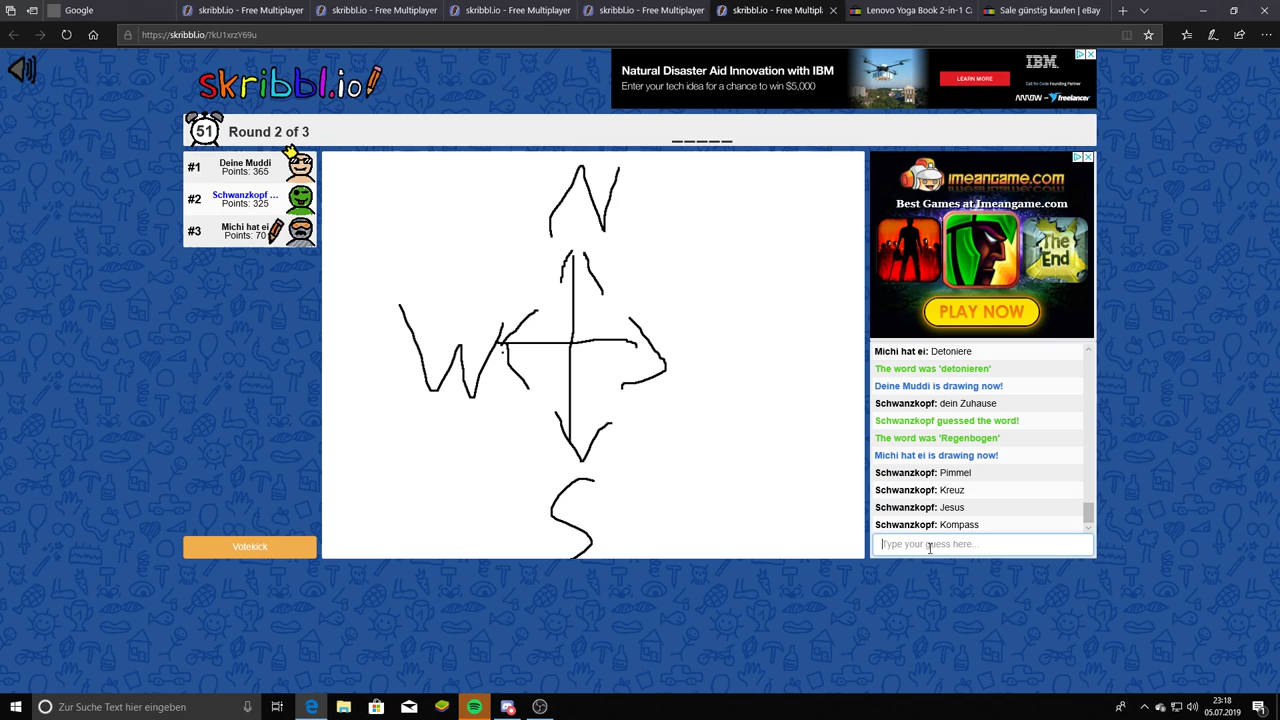 Google
skribbl.io - Free Multiplayer
skribbl.io - Free Multiplayer
skribbl.io - Free Multiplayer
skribbl.io - Free Multiplayer
skribbl.io - Free Multipl
Lenovo Yoga Book 2-in-1 C
Sale günstig kaufen | eBay
https://skribbl.io/?kU1xrzY69u
skribbl.io!
Natural Disaster Aid Innovation with IBM
Enter your tech idea for a chance to win $5,000
LEARN MORE
IBM
Call for Code Founding Partner
ARROW
freelancer
51
Round 2 of 3
_ _ _ _ _
#1
Deine Muddi
Points: 365
#2
Schwanzkopf ...
Points: 325
#3
Michi hat ei
Points: 70
Votekick
N
W
S
imeangame.com
Best Games at Imeangame.com
The End
PLAY NOW
Michi hat ei: Detoniere
The word was 'detonieren'
Deine Muddi is drawing now!
Schwanzkopf: dein Zuhause
Schwanzkopf guessed the word!
The word was 'Regenbogen'
Michi hat ei is drawing now!
Schwanzkopf: Pimmel
Schwanzkopf: Kreuz
Schwanzkopf: Jesus
Schwanzkopf: Kompass
Type your guess here...
Zur Suche Text hier eingeben
23:18
05.07.2019